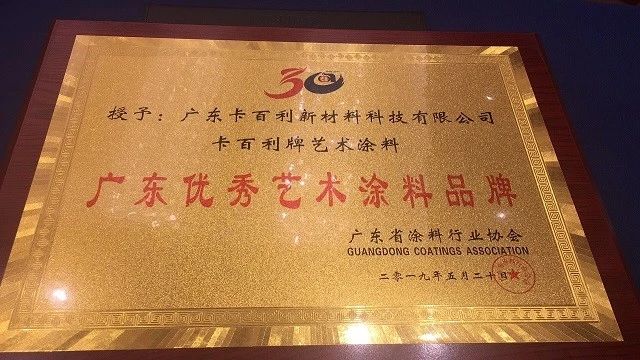 30
授予：广东卡百利新材料科技有限公司
卡百利牌艺术涂料
广东优秀艺术涂料品牌
广东省涂料行业协会
GUANGDONG COATINGS ASSOCIATION
二零一九年五月二十日